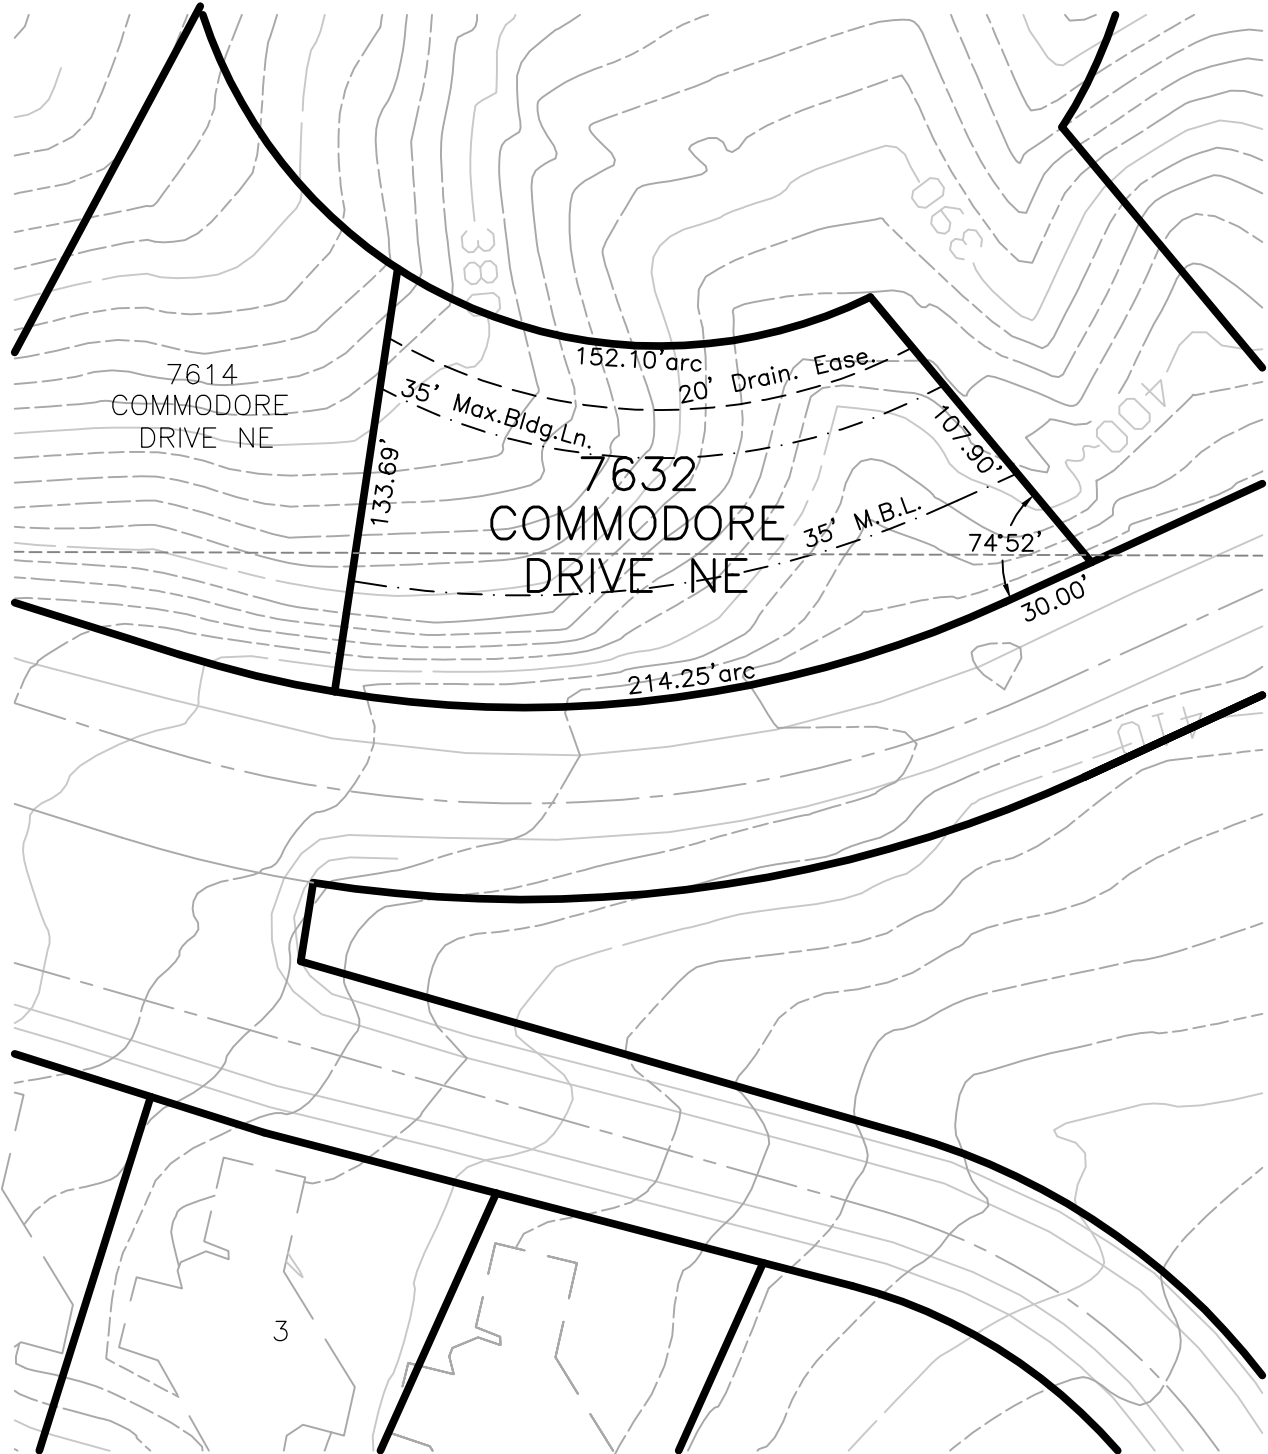 390
380
152.10'arc
20' Drain. Ease.
7614
COMMODORE
DRIVE NE
35' Max.Bldg.Ln.
400
107.90'
133.69'
7632
COMMODORE
DRIVE NE
35' M.B.L.
74°52'
30.00'
214.25'arc
410
3